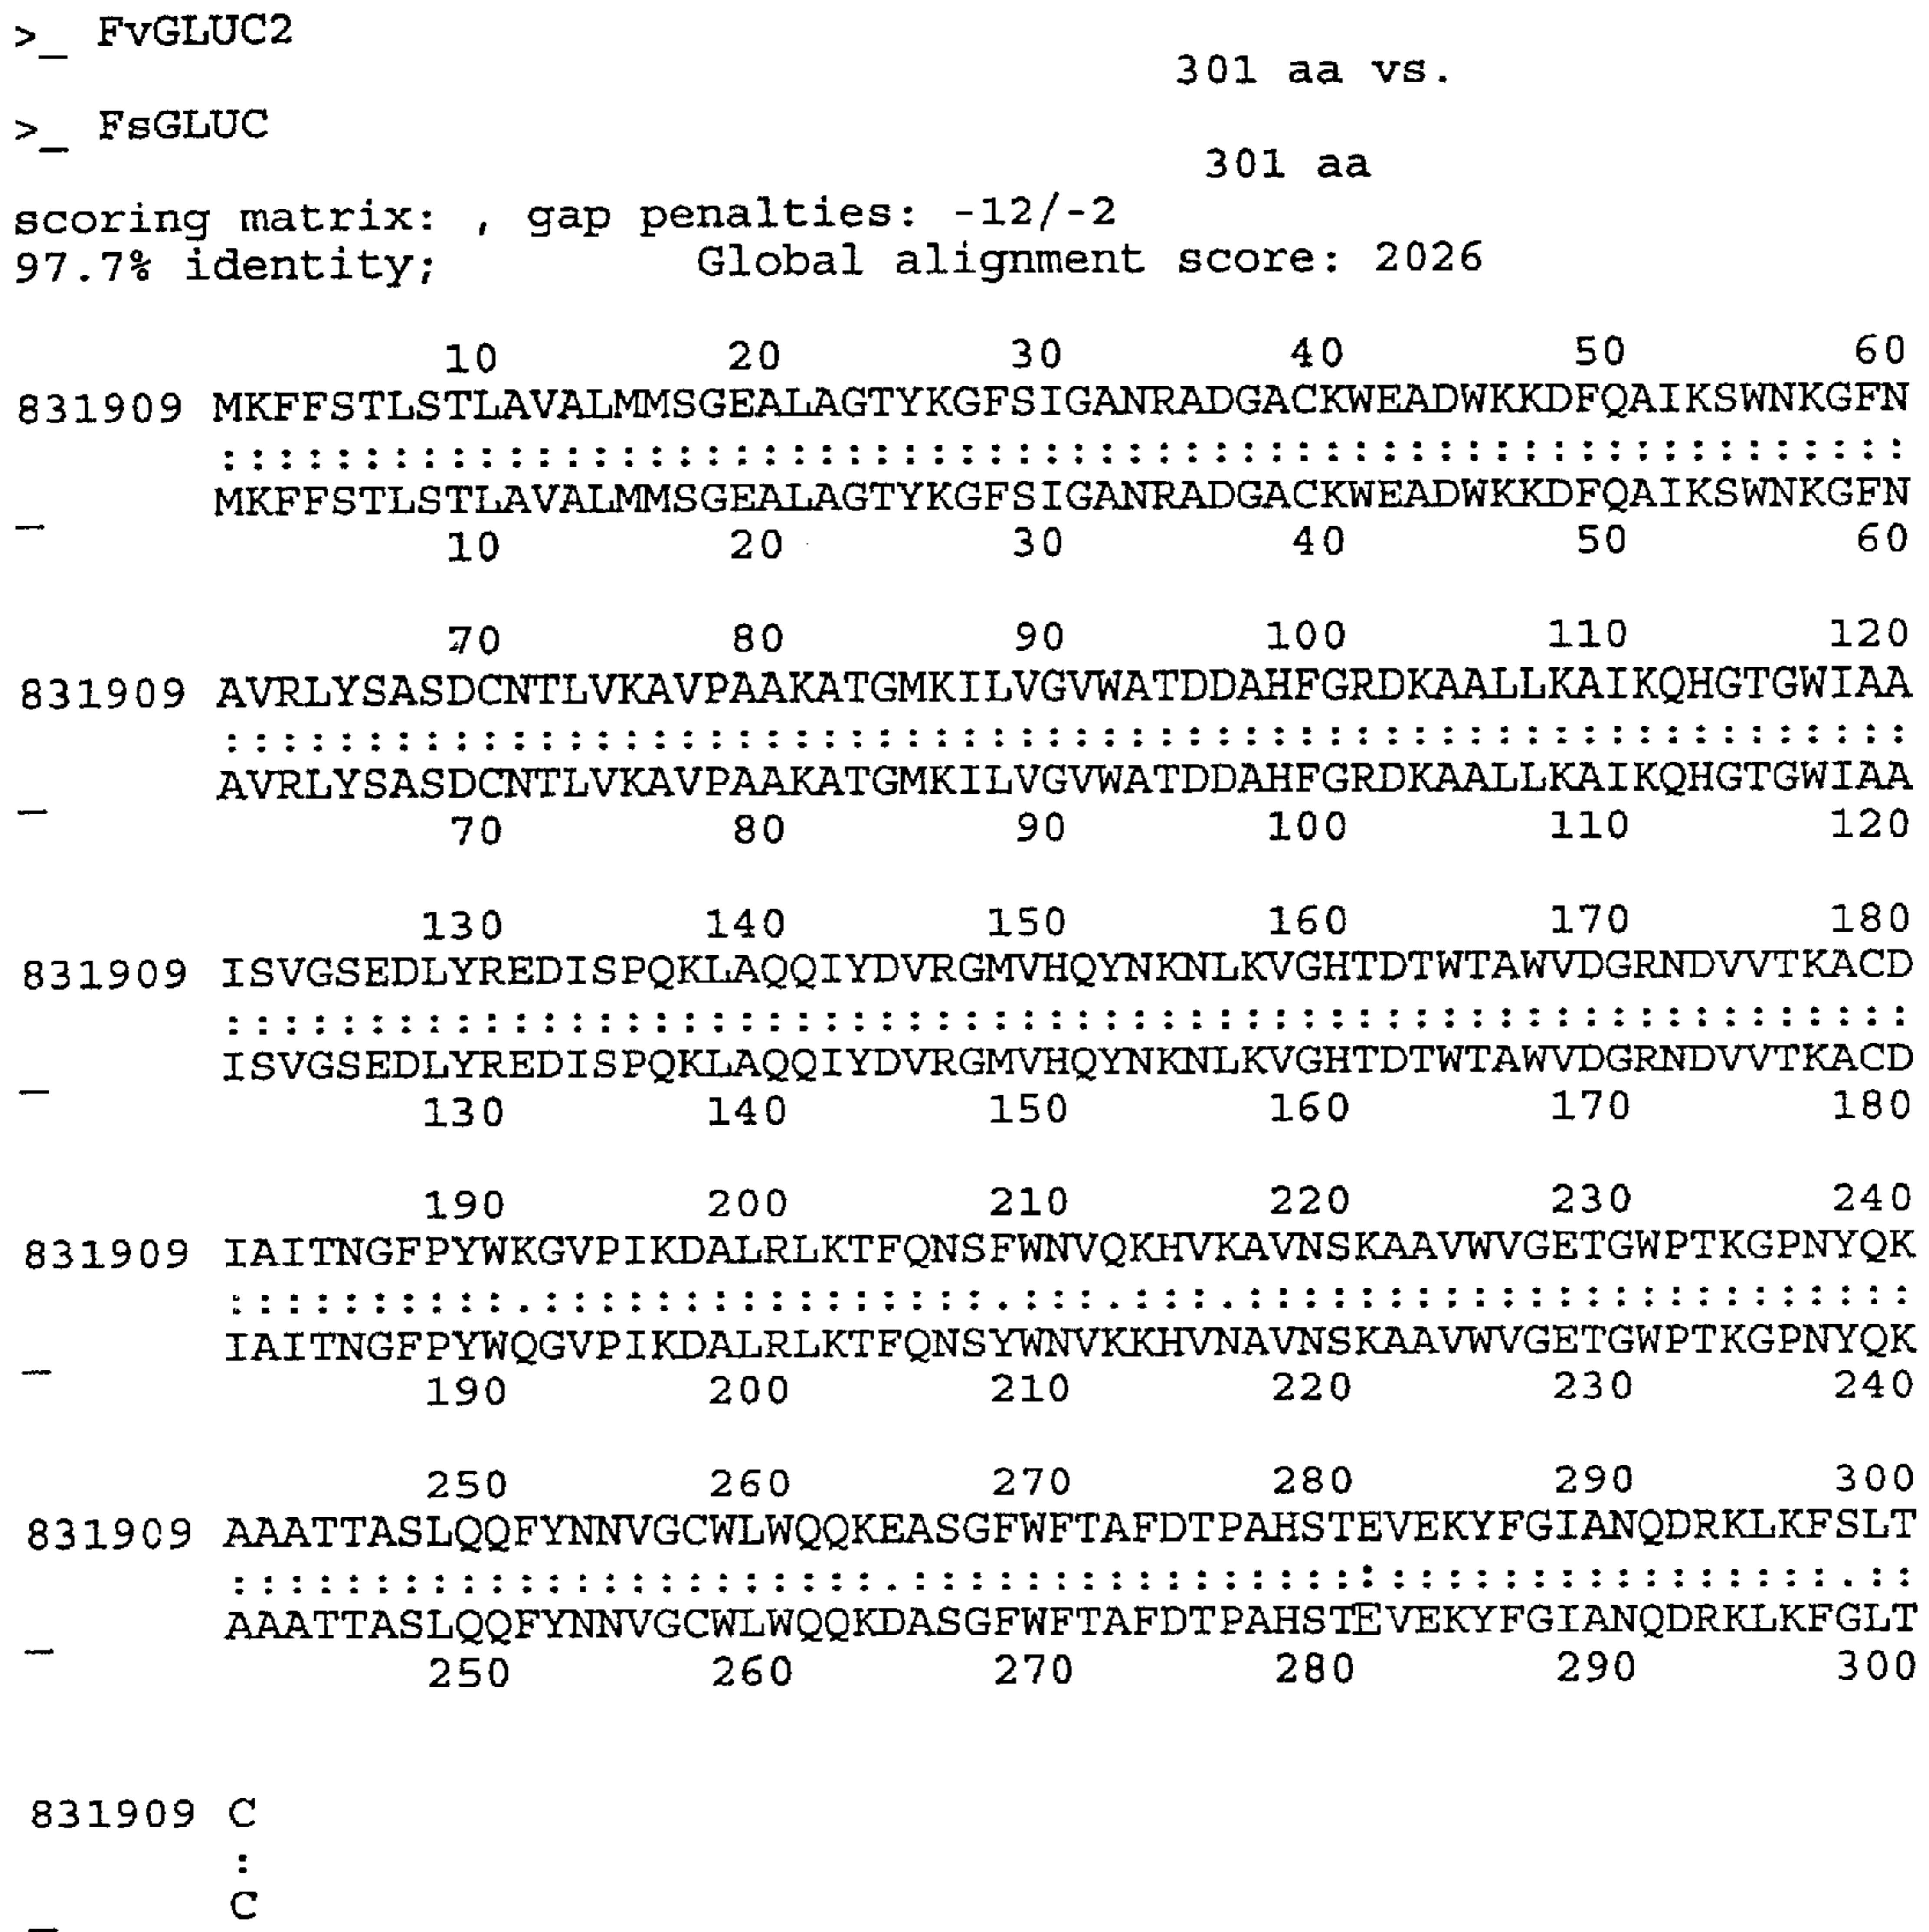 >_ FvGLUC2
301 aa vs.
>_ FsGLUC
301 aa
scoring matrix: , gap penalties: -12/-2
97.7% identity; Global alignment score: 2026
10 20 30 40 50 60
831909 MKFFSTLSTLAVALMMSGEALAGTYKGFSIGANRADGACKWEADWKKDFQAIKSWNKGFN
::::::::::::::::::::::::::::::::::::::::::::::::::::::::::::
_ MKFFSTLSTLAVALMMSGEALAGTYKGFSIGANRADGACKWEADWKKDFQAIKSWNKGFN
10 20 30 40 50 60
70 80 90 100 110 120
831909 AVRLYSASDCNTLVKAVPAAKATGMKILVGVWATDDAHFGRDKAALLKAIKQHGTGWIAA
::::::::::::::::::::::::::::::::::::::::::::::::::::::::::::
_ AVRLYSASDCNTLVKAVPAAKATGMKILVGVWATDDAHFGRDKAALLKAIKQHGTGWIAA
70 80 90 100 110 120
130 140 150 160 170 180
831909 ISVGSEDLYREDISPQKLAQQIYDVRGMVHQYNKNLKVGHTDTWTAWVDGRNDVVTKACD
::::::::::::::::::::::::::::::::::::::::::::::::::::::::::::
_ ISVGSEDLYREDISPQKLAQQIYDVRGMVHQYNKNLKVGHTDTWTAWVDGRNDVVTKACD
130 140 150 160 170 180
190 200 210 220 230 240
831909 IAITNGFPYWKGVPIKDALRLKTFQNSFWNVQKHVKAVNSKAAVWVGETGWPTKGPNYQK
::::::::::.::::::::::::::::.:::.:::.::::::::::::::::::::::::
_ IAITNGFPYWQGVPIKDALRLKTFQNSYWNVKKHVNAVNSKAAVWVGETGWPTKGPNYQK
190 200 210 220 230 240
250 260 270 280 290 300
831909 AAATTASLQQFYNNVGCWLWQQKEASGFWFTAFDTPAHSTEVEKYFGIANQDRKLKFSLT
:::::::::::::::::::::::.:::::::::::::::::::::::::::::::::.::
_ AAATTASLQQFYNNVGCWLWQQKDASGFWFTAFDTPAHSTEVEKYFGIANQDRKLKFGLT
250 260 270 280 290 300
831909 C
:
_ C